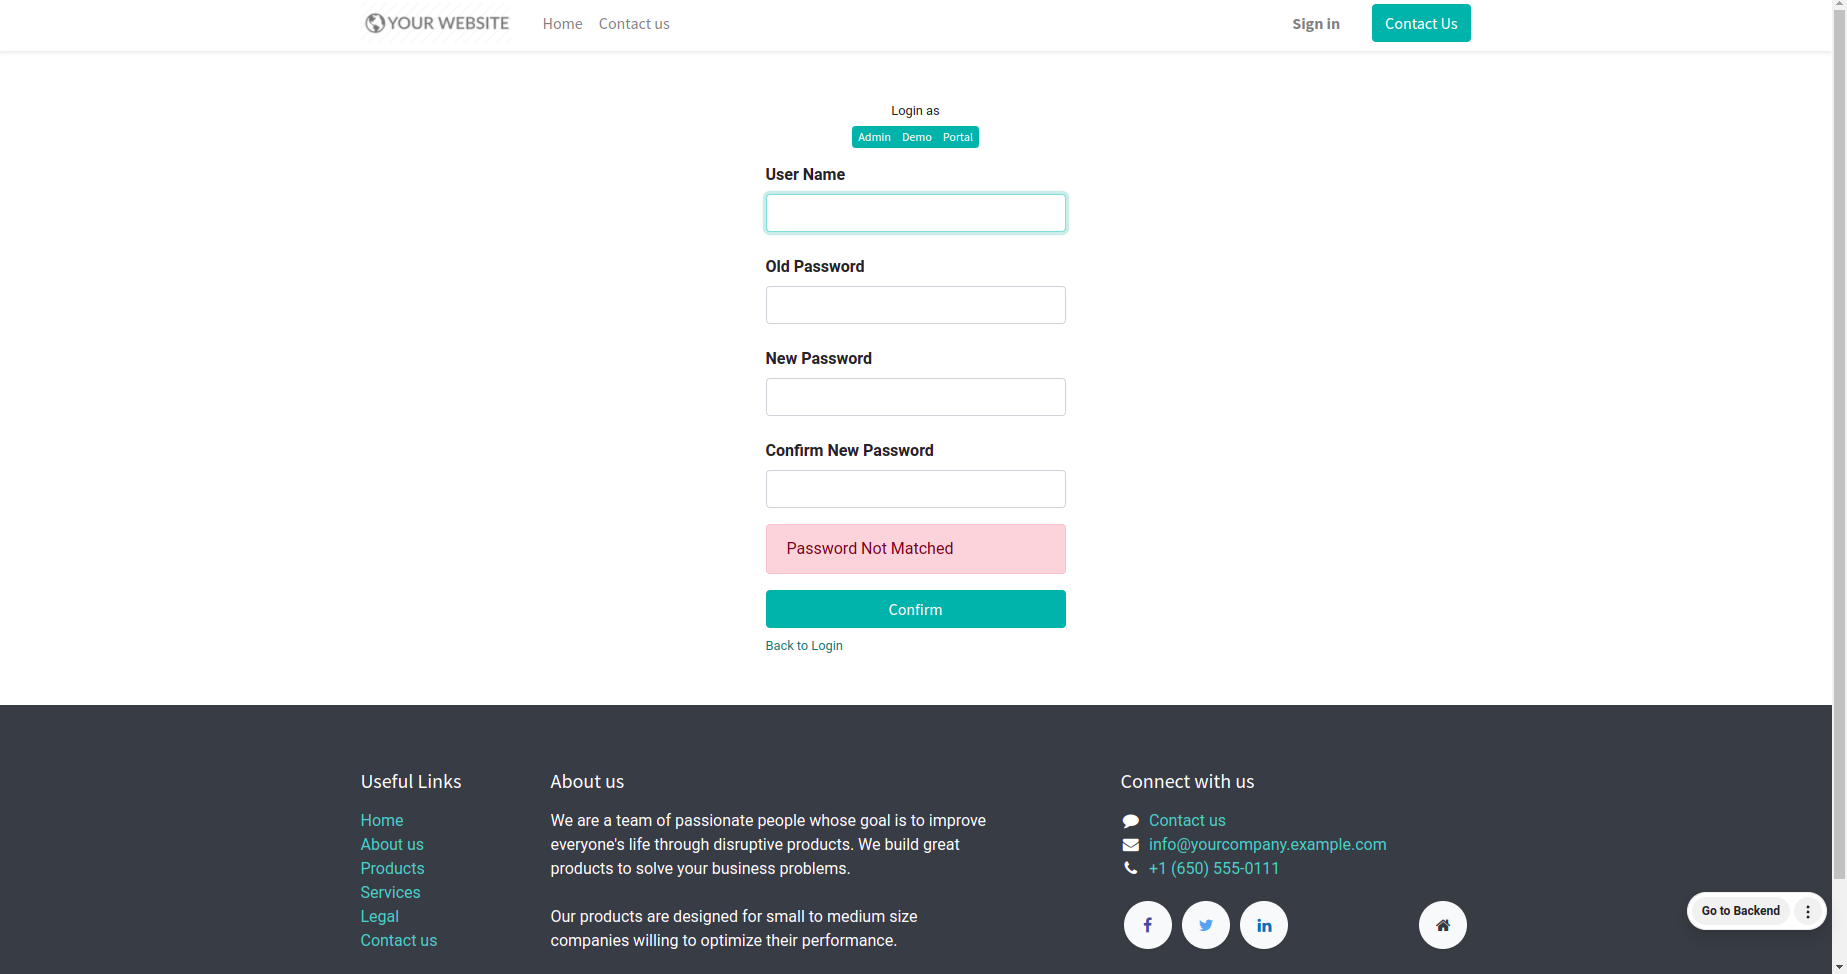 YOUR WEBSITE Home Contact us Sign in Contact Us
Login as
Admin Demo Portal
User Name
Old Password
New Password
Confirm New Password
Password Not Matched
Confirm
Back to Login
Useful Links
Home
About us
Products
Services
Legal
Contact us
About us
We are a team of passionate people whose goal is to improve
everyone's life through disruptive products. We build great
products to solve your business problems.
Our products are designed for small to medium size
companies willing to optimize their performance.
Connect with us
Contact us
info@yourcompany.example.com
+1 (650) 555-0111
Go to Backend